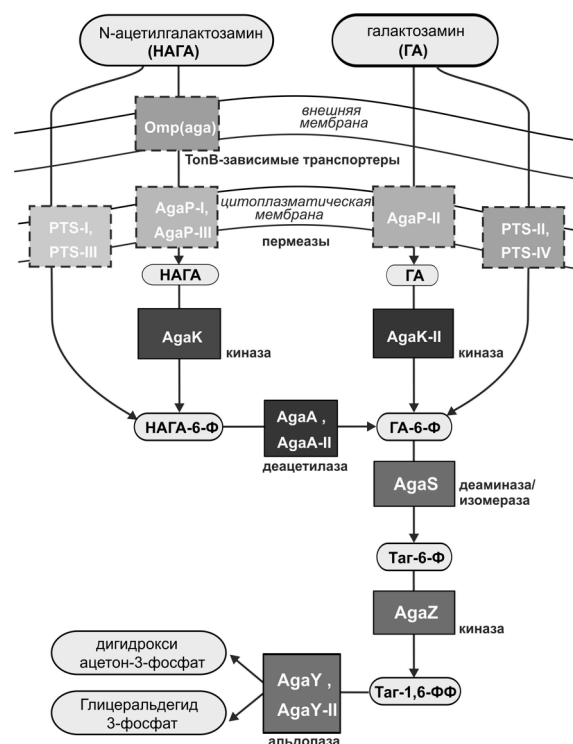 N-ацетилгалактозамин
(НАГА)
галактозамин
(ГА)
Omp(aga)
внешняя
мембрана
TonB-зависимые транспортеры
PTS-I,
PTS-III
AgaP-I,
AgaP-III
цитоплазматическая
мембрана
пермеазы
AgaP-II
PTS-II,
PTS-IV
НАГА
ГА
AgaK
киназа
AgaK-II
киназа
НАГА-6-Ф
AgaA ,
AgaA-II
деацетилаза
ГА-6-Ф
AgaS
деаминаза/
изомераза
Таг-6-Ф
AgaZ
киназа
дигидрокси
ацетон-3-фосфат
Глицеральдегид
3-фосфат
AgaY ,
AgaY-II
альдолаза
Таг-1,6-ФФ